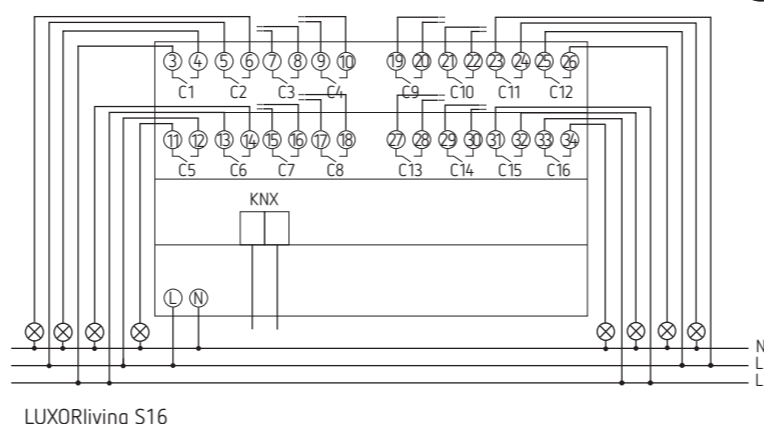 3 4 5 6 7 8 9 10 19 20 21 22 23 24 25 26
C1 C2 C3 C4 C9 C10 C11 C12
11 12 13 14 15 16 17 18 27 28 29 30 31 32 33 34
C5 C6 C7 C8 C13 C14 C15 C16
KNX
L N
N
L
L
LUXORliving S16